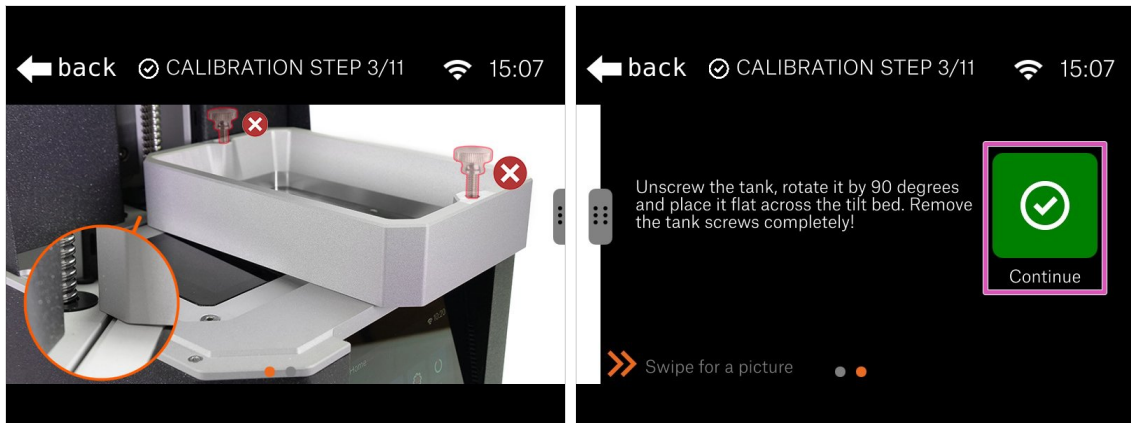 back
CALIBRATION STEP 3/11
15:07
Home
back
CALIBRATION STEP 3/11
15:07
Unscrew the tank, rotate it by 90 degrees
and place it flat across the tilt bed. Remove
the tank screws completely!
Continue
Swipe for a picture